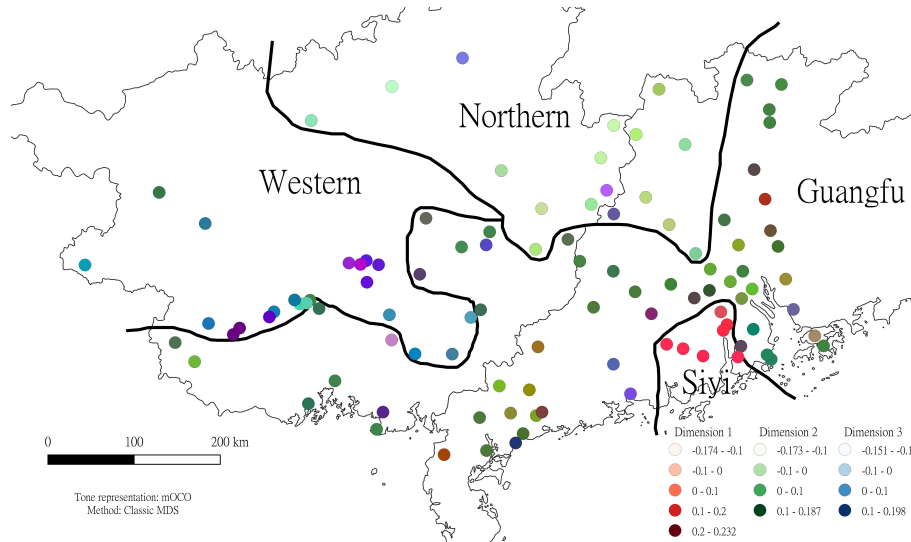 Northern
Western
Guangfu
Siyi
0 100 200 km
Tone representation: mOCO
Method: Classic MDS
Dimension 1 Dimension 2 Dimension 3
-0.174 - -0.1 -0.173 - -0.1 -0.151 - -0.1
-0.1 - 0 -0.1 - 0 -0.1 - 0
0 - 0.1 0 - 0.1 0 - 0.1
0.1 - 0.2 0.1 - 0.187 0.1 - 0.198
0.2 - 0.232